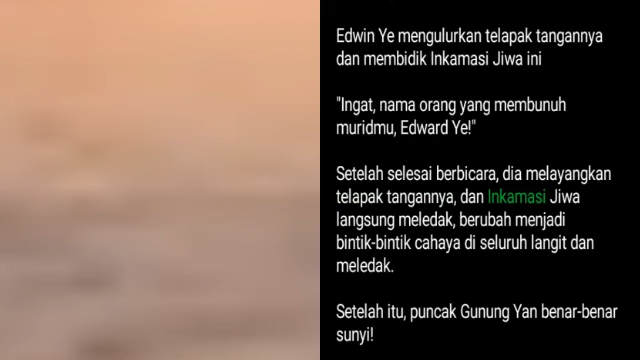 Edwin Ye mengulurkan telapak tangannya
dan membidik Inkamasi Jiwa ini
"Ingat, nama orang yang membunuh
muridmu, Edward Ye!"
Setelah selesai berbicara, dia melayangkan
telapak tangannya, dan Inkamasi Jiwa
langsung meledak, berubah menjadi
bintik-bintik cahaya di seluruh langit dan
meledak.
Setelah itu, puncak Gunung Yan benar-benar
sunyi!